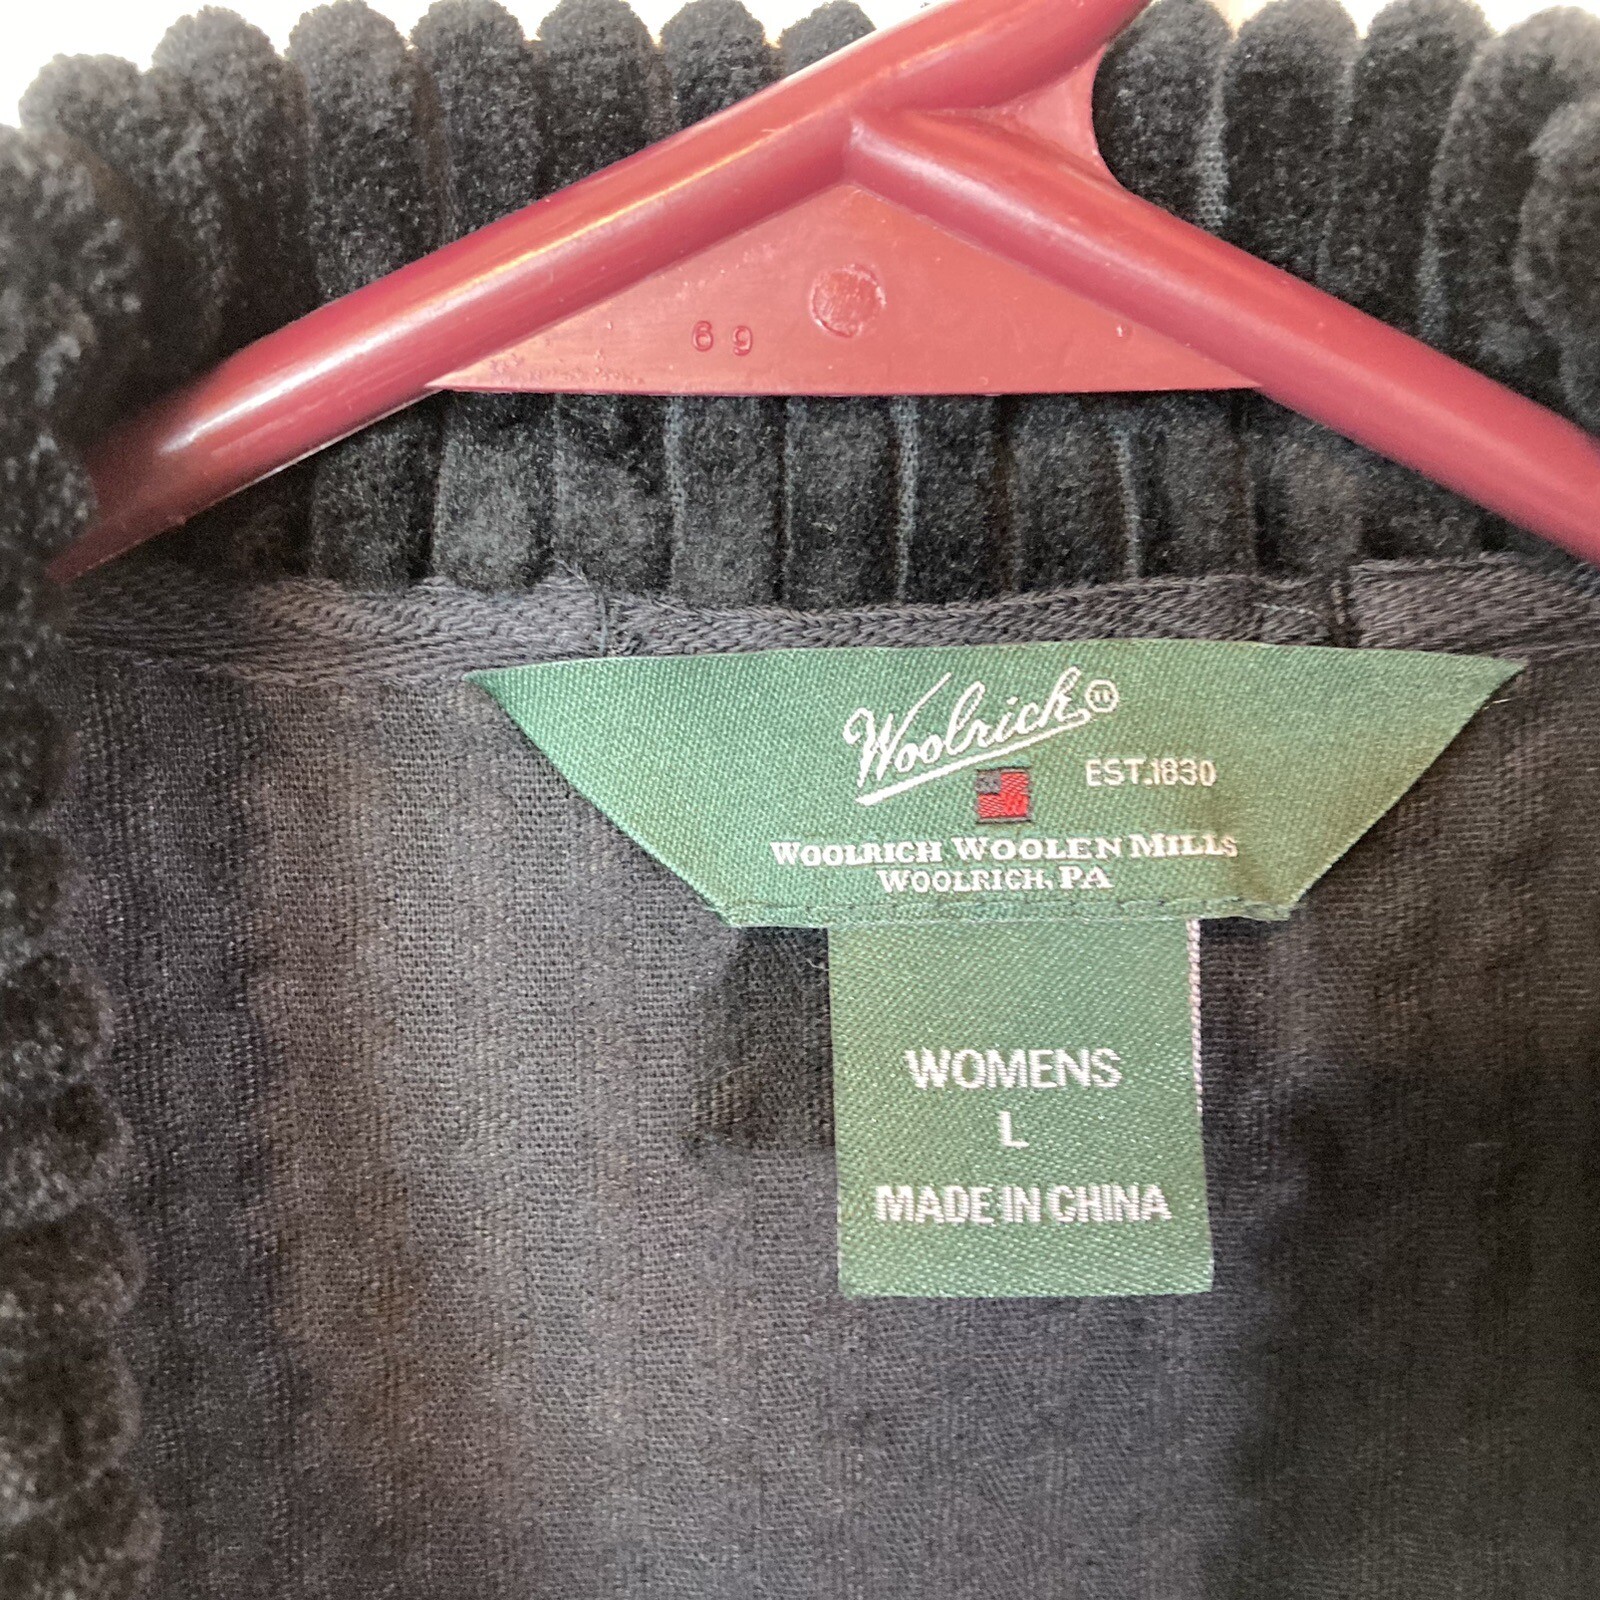 69
Woolrich®
EST.1830
WOOLRICH WOOLEN MILLS
WOOLRICH, PA
WOMENS
L
MADE IN CHINA